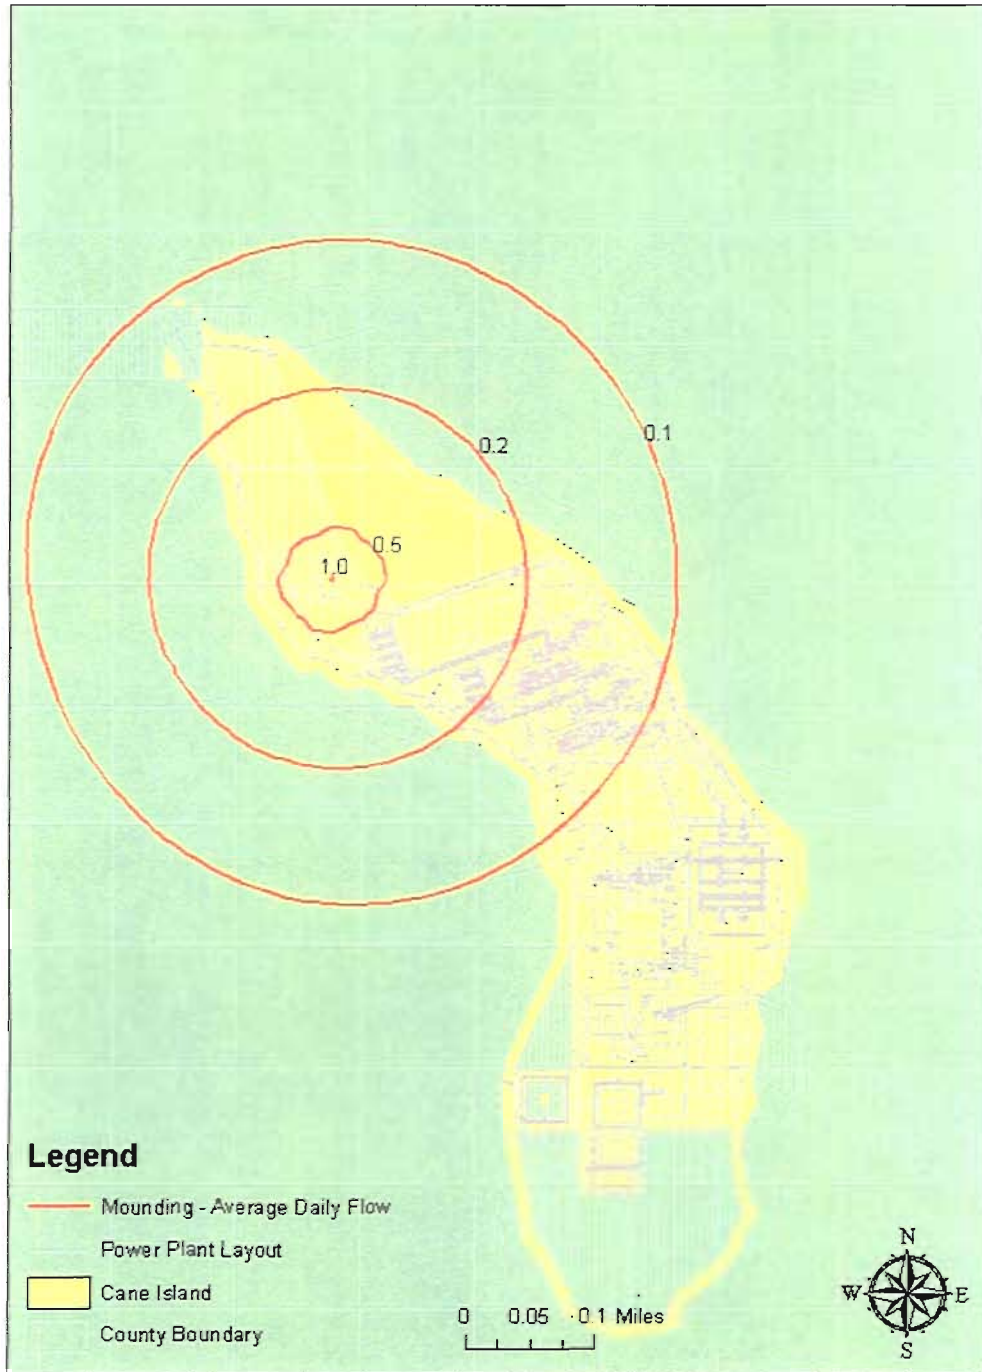 0.1
0.2
0.5
1.0
Legend
Mounding - Average Daily Flow
Power Plant Layout
Cane Island
County Boundary
0 0.05 0.1 Miles
N
W E
S